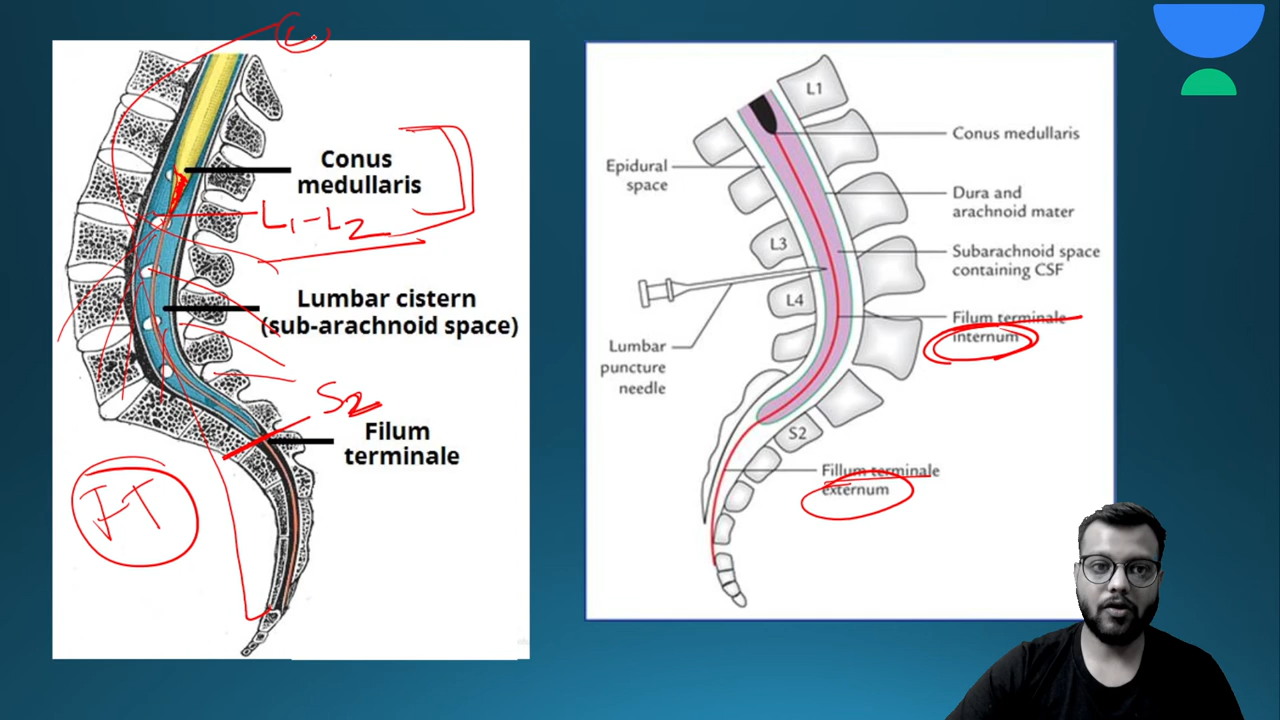 Conus
medullaris
L1-L2
Lumbar cistern
(sub-arachnoid space)
S2
Filum
terminale
FT
L1
Conus medullaris
Epidural
space
Dura and
arachnoid mater
L3
Subarachnoid space
containing CSF
L4
Filum terminale
internum
Lumbar
puncture
needle
S2
Fillum terminale
externum